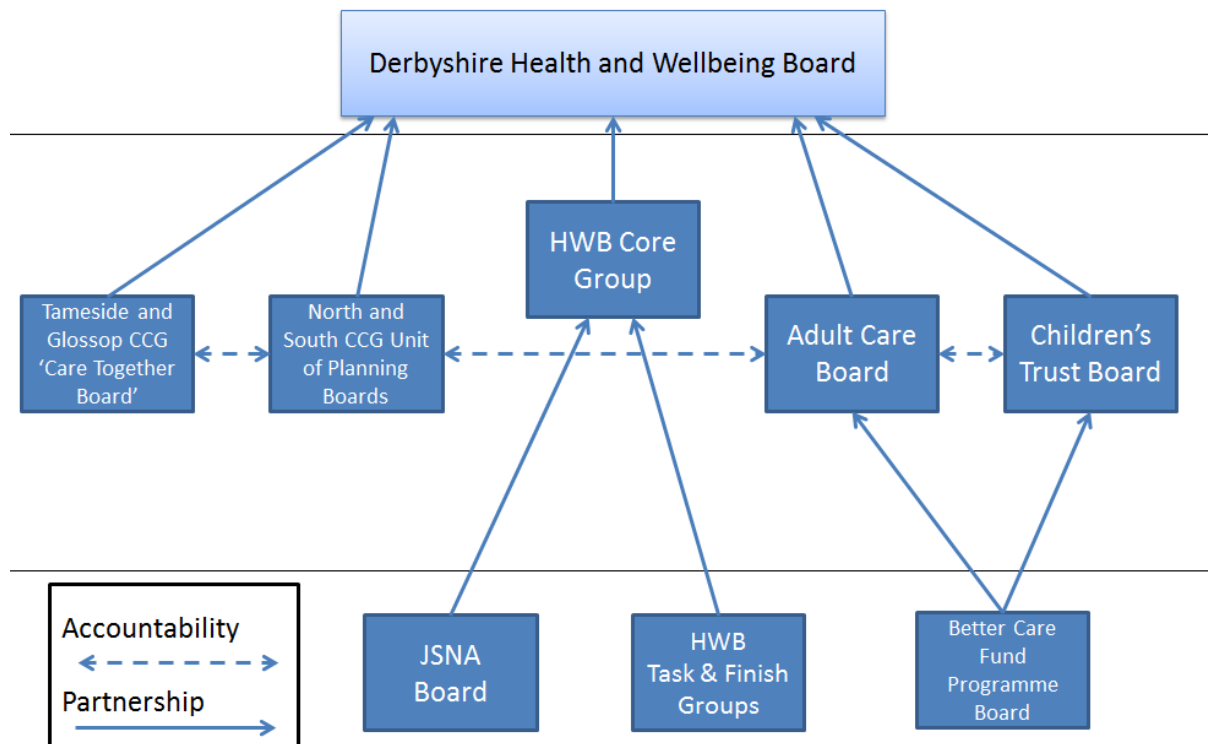 Derbyshire Health and Wellbeing Board
HWB Core
Group
Tameside and
Glossop CCG
‘Care Together
Board’
North and
South CCG Unit
of Planning
Boards
Adult Care
Board
Children’s
Trust Board
Accountability
Partnership
JSNA
Board
HWB
Task & Finish
Groups
Better Care
Fund
Programme
Board